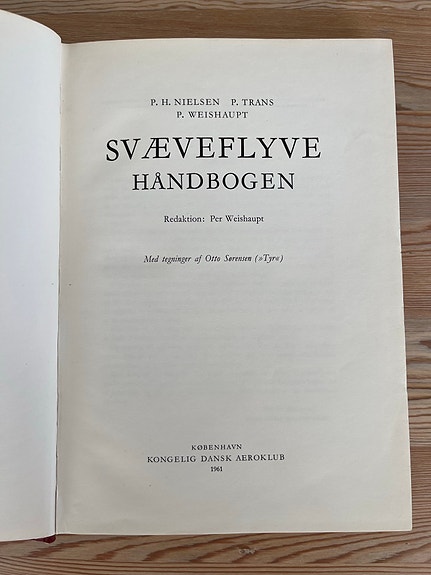 P. H. NIELSEN P. TRANS
P. WEISHAUPT
SVÆVEFLYVE
HÅNDBOGEN
Redaktion: Per Weishaupt
Med tegninger af Otto Sørensen (»Tyr«)
KØBENHAVN
KONGELIG DANSK AEROKLUB
1961